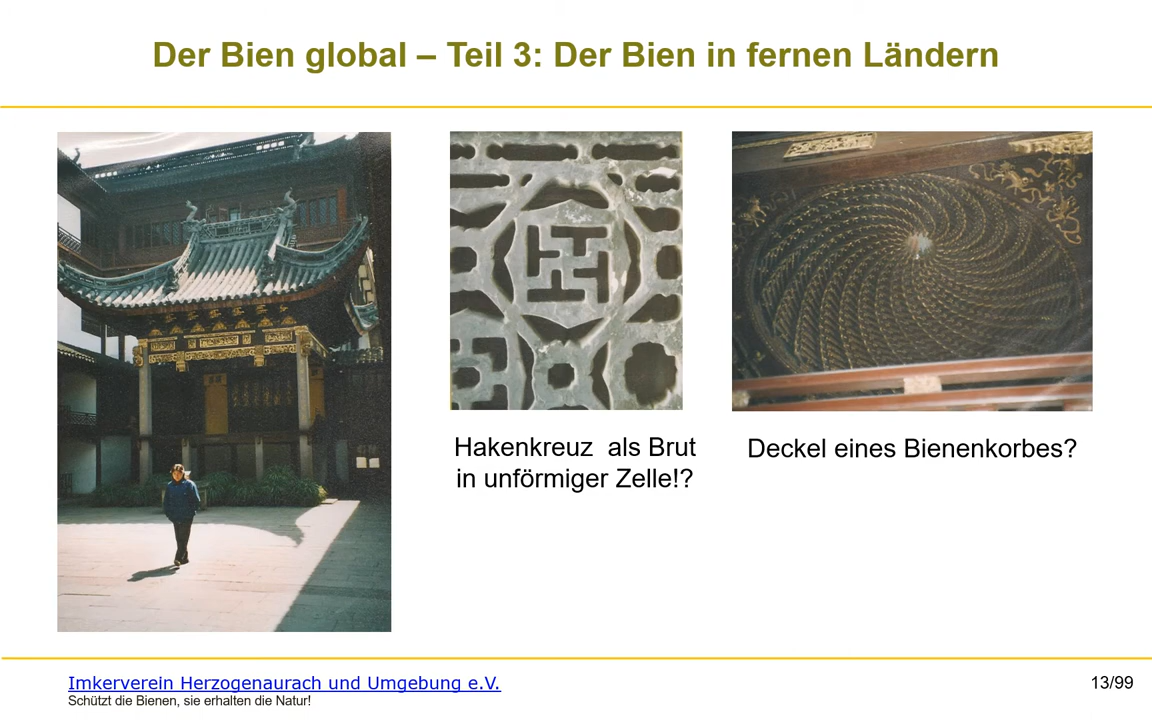 Der Bien global – Teil 3: Der Bien in fernen Ländern
Hakenkreuz  als Brut
in unförmiger Zelle!?
Deckel eines Bienenkorbes?
Imkerverein Herzogenaurach und Umgebung e.V.
Schützt die Bienen, sie erhalten die Natur!
13/99